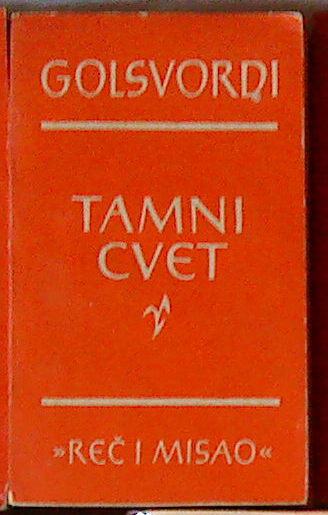 GOLSVORDI
TAMNI
CVET
»REČ I MISAO«